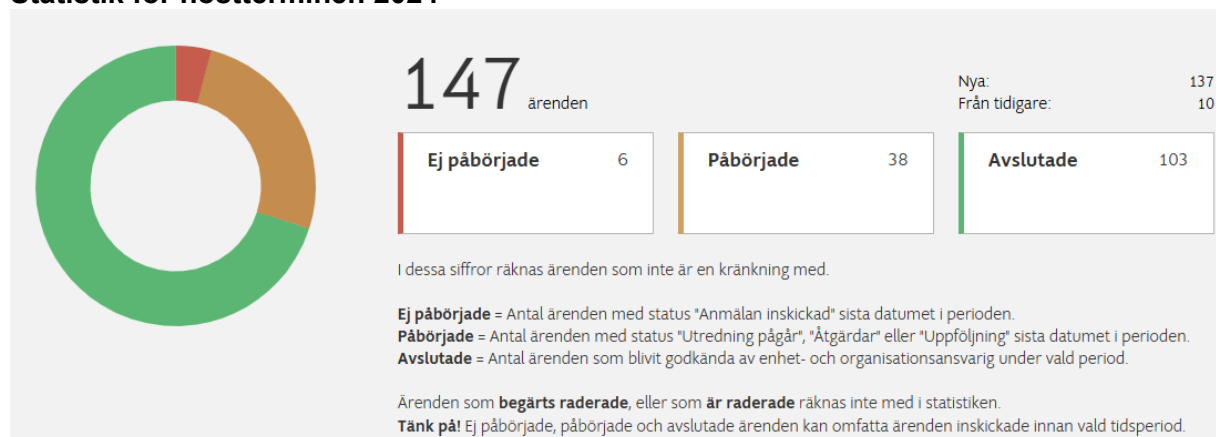 Statistik för höstterminen 2024
147 ärenden
Nya: 137
Från tidigare: 10
Ej påbörjade 6
Påbörjade 38
Avslutade 103
I dessa siffror räknas ärenden som inte är en kränkning med.
Ej påbörjade = Antal ärenden med status "Anmälan inskickad" sista datumet i perioden.
Påbörjade = Antal ärenden med status "Utredning pågår", "Åtgärdar" eller "Uppföljning" sista datumet i perioden.
Avslutade = Antal ärenden som blivit godkända av enhet- och organisationsansvarig under vald period.
Ärenden som begärts raderade, eller som är raderade räknas inte med i statistiken.
Tänk på! Ej påbörjade, påbörjade och avslutade ärenden kan omfatta ärenden inskickade innan vald tidsperiod.